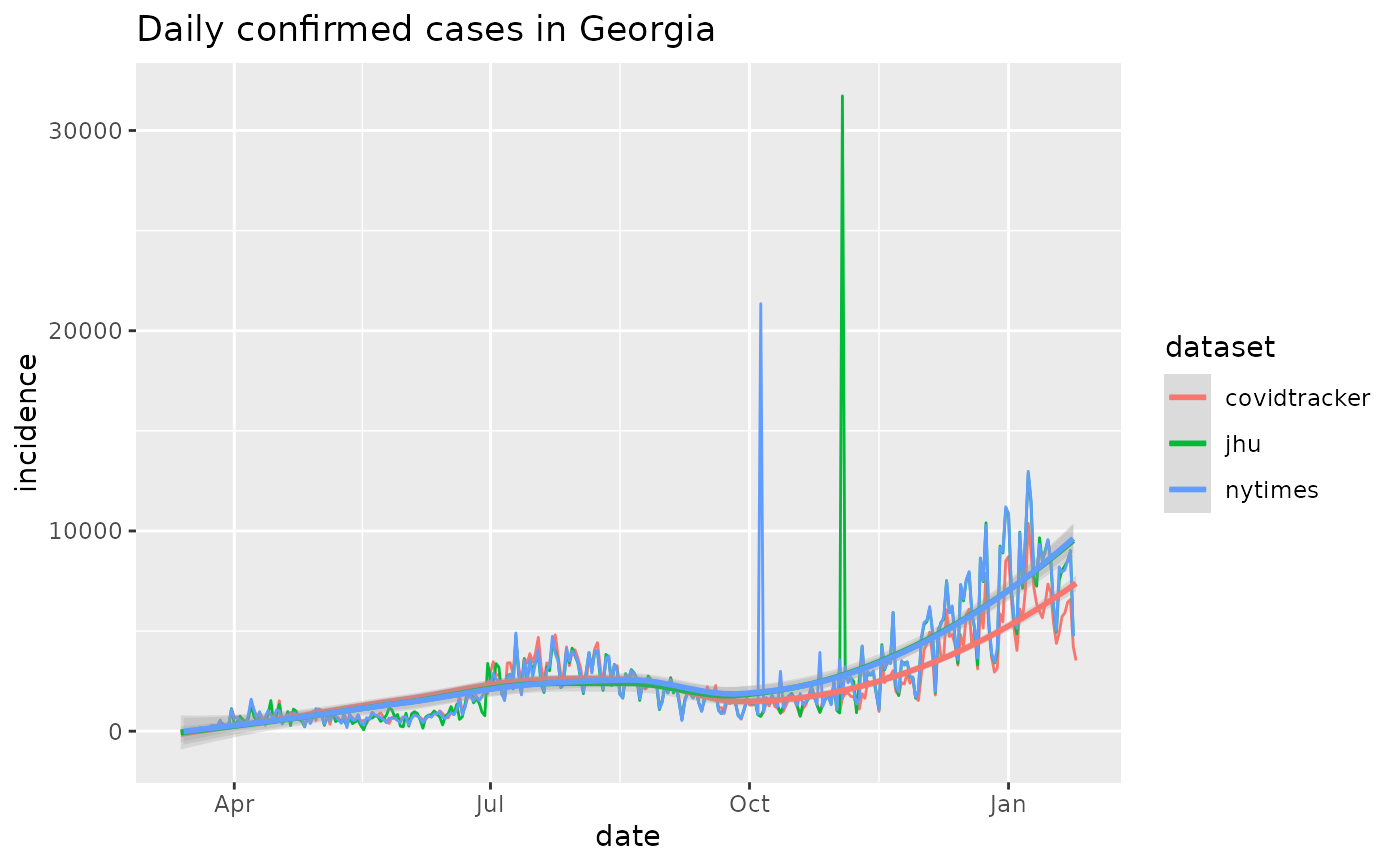 Daily confirmed cases in Georgia
30000
20000
10000
0
incidence
Apr
Jul
Oct
Jan
date
dataset
covidtracker
jhu
nytimes